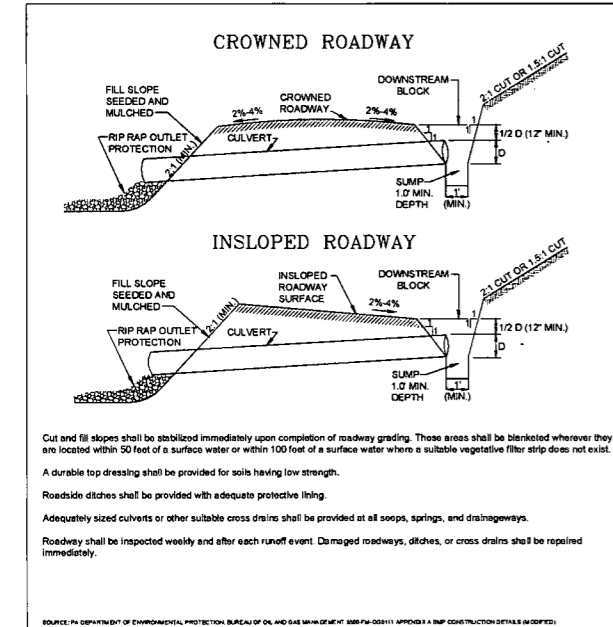 CROWNED ROADWAY
FILL SLOPE
SEEDED AND
MULCHED
RIP RAP OUTLET
PROTECTION
2:1 (MIN.)
2%-4%
CROWNED
ROADWAY
2%-4%
CULVERT
DOWNSTREAM
BLOCK
2:1 CUT OR 1.5:1 CUT
1
1
1
1
1/2 D (12" MIN.)
D
SUMP
1.0' MIN.
DEPTH
1'
(MIN.)
INSLOPED ROADWAY
FILL SLOPE
SEEDED AND
MULCHED
RIP RAP OUTLET
PROTECTION
2:1 (MIN.)
INSLOPED
ROADWAY
SURFACE
2%-4%
CULVERT
DOWNSTREAM
BLOCK
2:1 CUT OR 1.5:1 CUT
1
1
1
1
1/2 D (12" MIN.)
D
SUMP
1.0' MIN.
DEPTH
1'
(MIN.)
Cut and fill slopes shall be stabilized immediately upon completion of roadway grading. These areas shall be blanketed wherever they
are located within 50 feet of a surface water or within 100 feet of a surface water where a suitable vegetative filter strip does not exist.
A durable top dressing shall be provided for soils having low strength.
Roadside ditches shall be provided with adequate protective lining.
Adequately sized culverts or other suitable cross drains shall be provided at all seeps, springs, and drainageways.
Roadway shall be inspected weekly and after each runoff event. Damaged roadways, ditches, or cross drains shall be repaired
immediately.
SOURCE: PA DEPARTMENT OF ENVIRONMENTAL PROTECTION, BUREAU OF OIL AND GAS MANAGEMENT 5500-FM-OG0111 APPENDIX A BMP CONSTRUCTION DETAILS (MODIFIED)